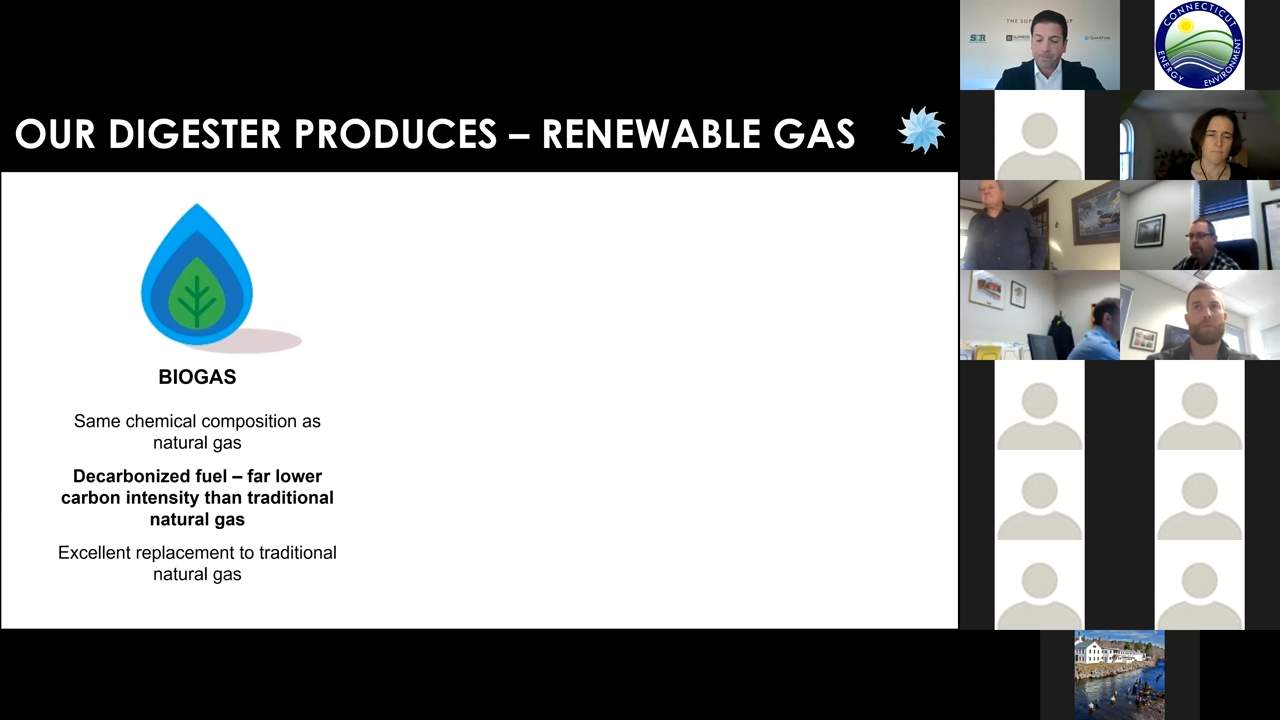 OUR DIGESTER PRODUCES – RENEWABLE GAS
BIOGAS
Same chemical composition as
natural gas
Decarbonized fuel – far lower
carbon intensity than traditional
natural gas
Excellent replacement to traditional
natural gas
CONNECTICUT
ENERGY
ENVIRONMENT